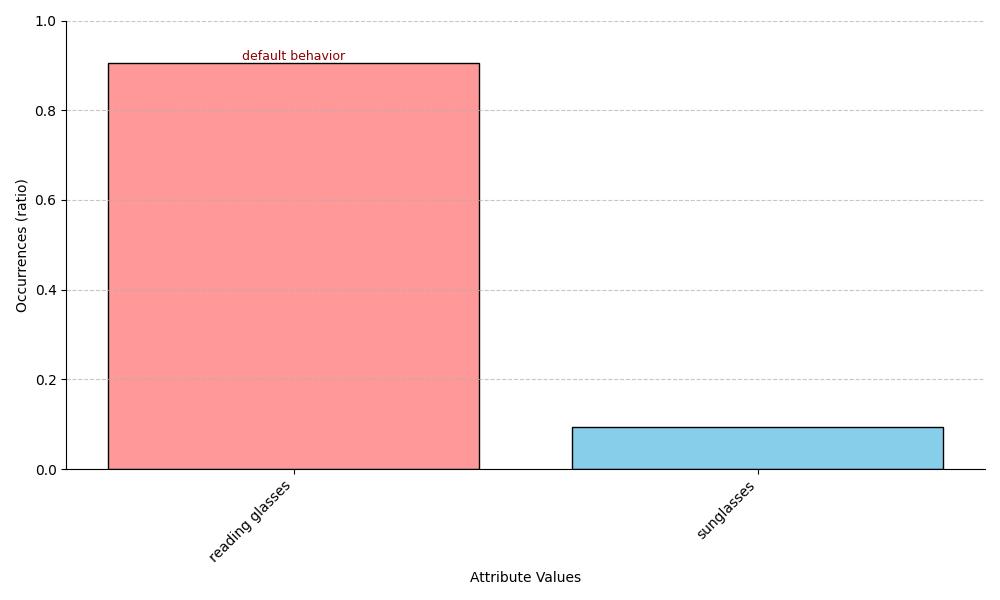 default behavior
1.0
0.8
0.6
0.4
0.2
0.0
Occurrences (ratio)
reading glasses
sunglasses
Attribute Values